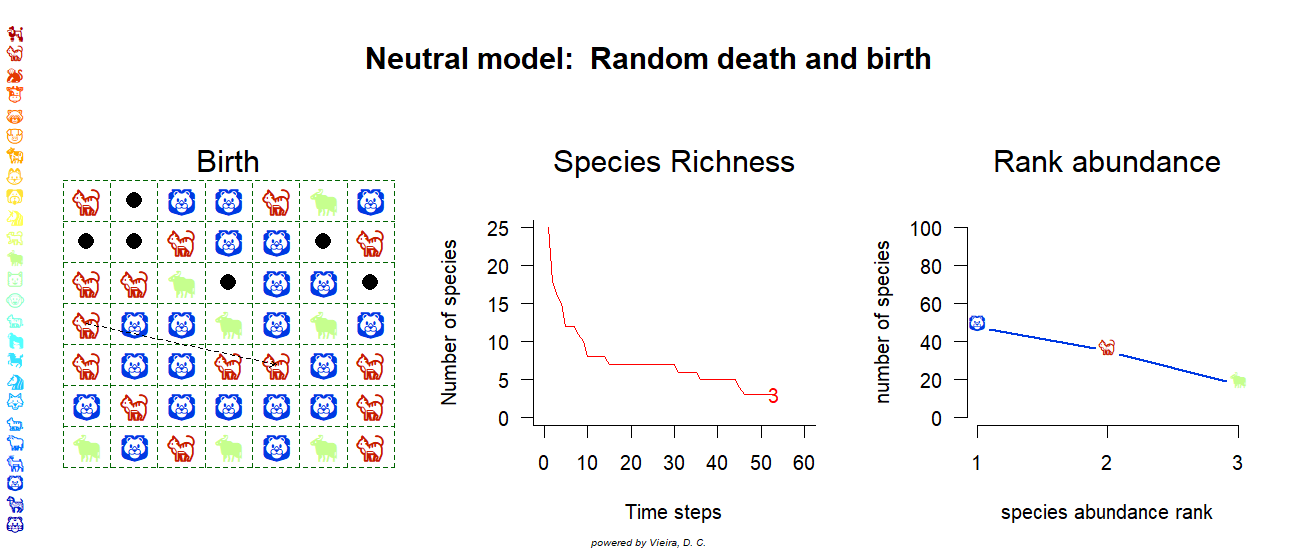 Neutral model:  Random death and birth
Birth
Species Richness
Rank abundance
Number of species
25
20
15
10
5
0
3
0 10 20 30 40 50 60
Time steps
number of species
100
80
60
40
20
0
1 2 3
species abundance rank
powered by Vieira, D. C.